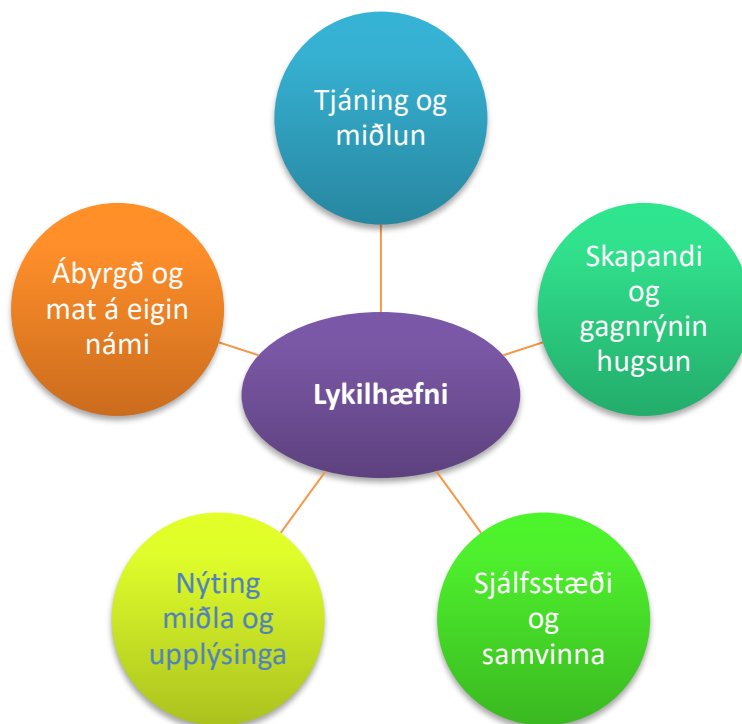 Tjáning og
miðlun
Ábyrgð og
mat á eigin
námi
Skapandi
og
gagnrýnin
hugsun
Lykilhæfni
Nýting
miðla og
upplýsinga
Sjálfsstæði
og
samvinna